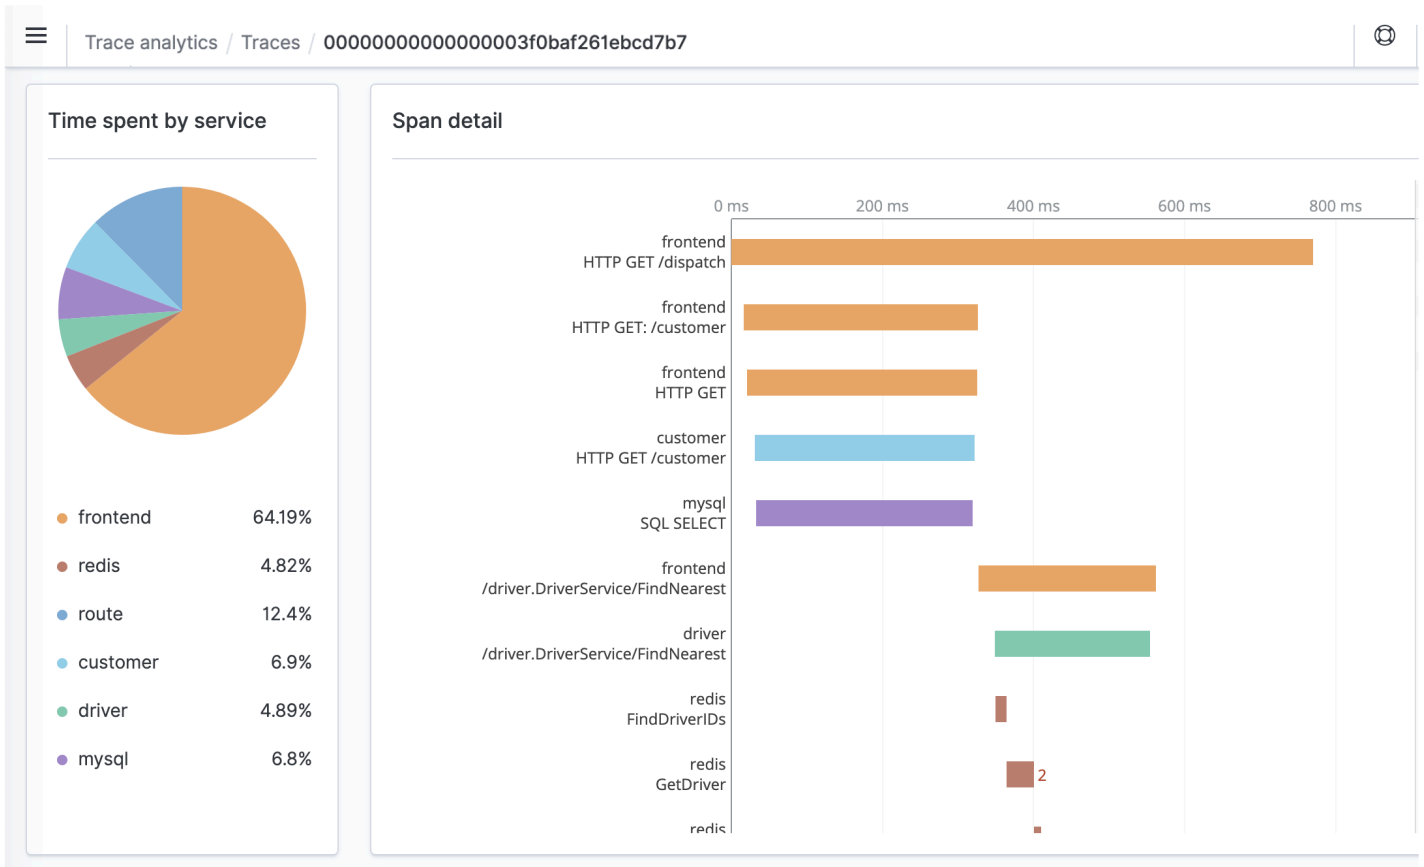 Trace analytics / Traces / 00000000000000003f0baf261ebcd7b7
Time spent by service
frontend 64.19%
redis 4.82%
route 12.4%
customer 6.9%
driver 4.89%
mysql 6.8%
Span detail
0 ms 200 ms 400 ms 600 ms 800 ms
frontend
HTTP GET /dispatch
frontend
HTTP GET: /customer
frontend
HTTP GET
customer
HTTP GET /customer
mysql
SQL SELECT
frontend
/driver.DriverService/FindNearest
driver
/driver.DriverService/FindNearest
redis
FindDriverIDs
redis
GetDriver 2
redis